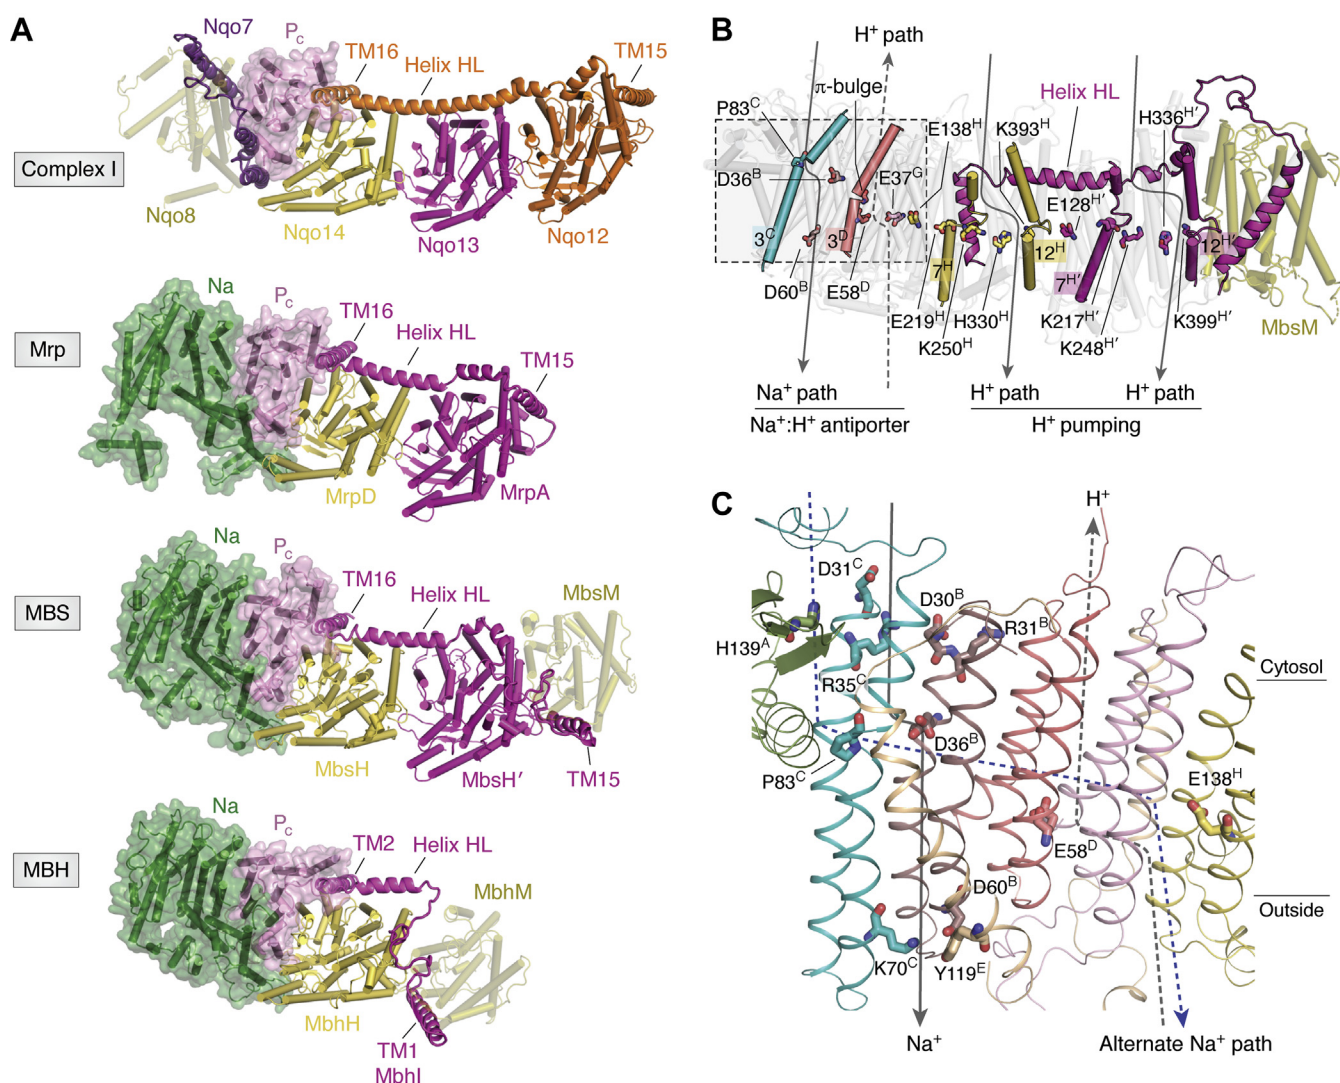 A
Nqo7
Pc
TM16
Helix HL
TM15
Complex I
Nqo8
Nqo14
Nqo13
Nqo12
Na
Pc
TM16
Mrp
Helix HL
TM15
MrpD
MrpA
Na
Pc
TM16
Helix HL
MbsM
MBS
MbsH
MbsH′
TM15
Na
Pc
TM2
Helix HL
MBH
MbhM
MbhH
TM1
MbhI
B
H+ path
π-bulge
P83C
E138H
K393H
Helix HL
H336H′
D36B
E37G
E128H′
3C
3D
7H
12H
7H′
12H′
D60B
E58D
E219H
H330H
K217H′
K399H′
MbsM
K250H
K248H′
Na+ path
H+ path
H+ path
Na+:H+ antiporter
H+ pumping
C
H+
D31C
D30B
R31B
H139A
Cytosol
R35C
D36B
P83C
E138H
E58D
D60B
Outside
K70C
Y119E
Na+
Alternate Na+ path